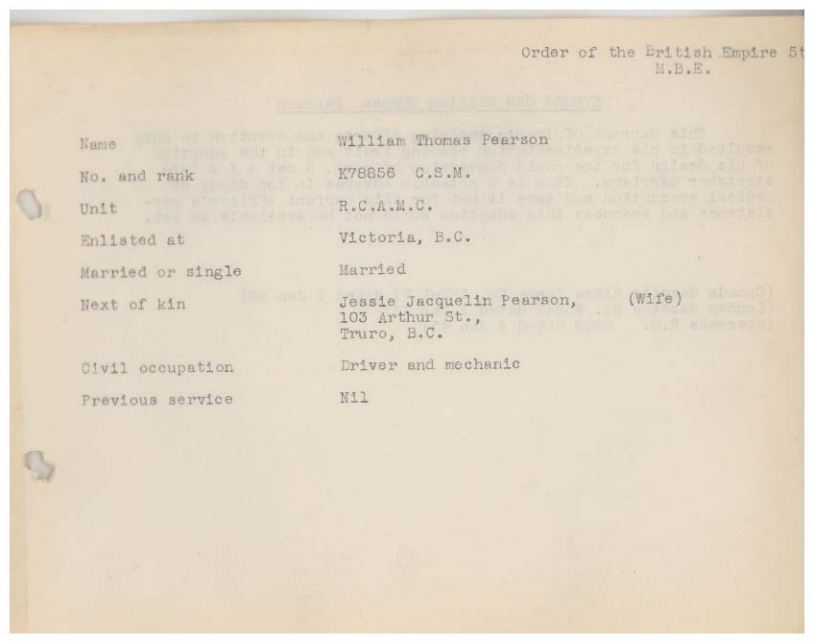 Order of the British Empire 5t
M.B.E.
Name William Thomas Pearson
No. and rank K78856 C.S.M.
Unit R.C.A.M.C.
Enlisted at Victoria, B.C.
Married or single Married
Next of kin Jessie Jacquelin Pearson, (Wife)
103 Arthur St.,
Truro, B.C.
Civil occupation Driver and mechanic
Previous service Nil